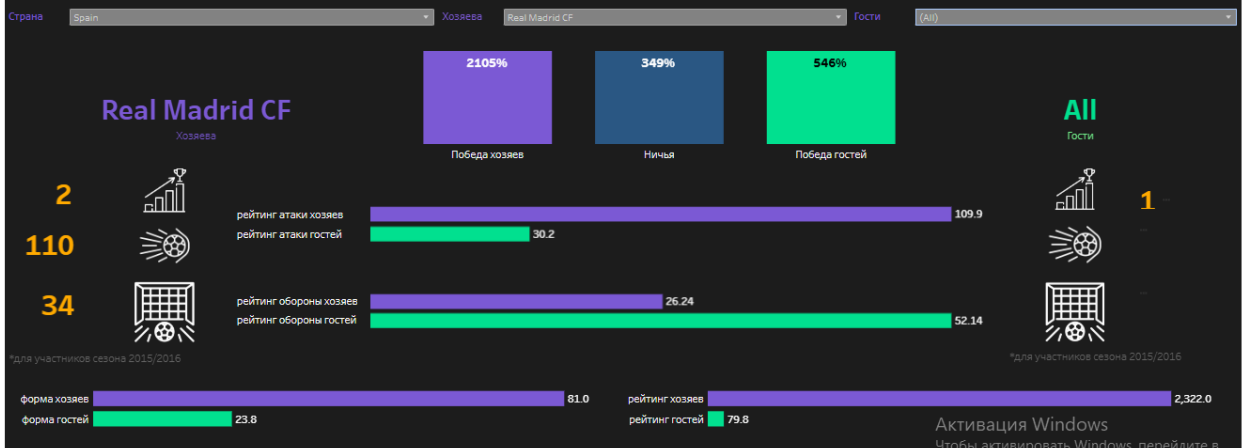 Страна Spain Хозяева Real Madrid CF Гости (All)
2105% 349% 546%
Real Madrid CF
Хозяева
All
Гости
Победа хозяев Ничья Победа гостей
2
1
рейтинг атаки хозяев 109.9
рейтинг атаки гостей 30.2
110
34
рейтинг обороны хозяев 26.24
рейтинг обороны гостей 52.14
*для участников сезона 2015/2016
*для участников сезона 2015/2016
форма хозяев 81.0
форма гостей 23.8
рейтинг хозяев 2,322.0
рейтинг гостей 79.8
Активация Windows
Чтобы активировать Windows, перейдите в